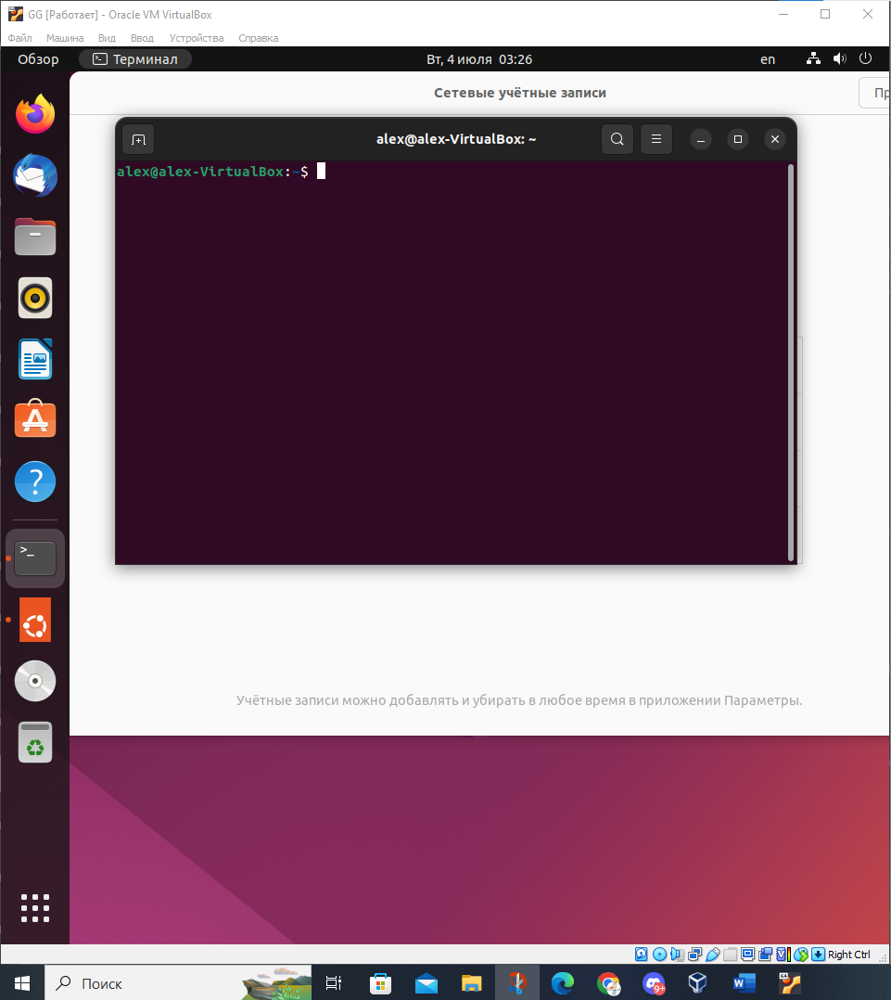 GG [Работает] - Oracle VM VirtualBox
Файл Машина Вид Ввод Устройства Справка
Обзор Терминал Вт, 4 июля 03:26 en
Сетевые учётные записи
Пр
alex@alex-VirtualBox: ~
alex@alex-VirtualBox:~$
Учётные записи можно добавлять и убирать в любое время в приложении Параметры.
Right Ctrl
Поиск
9+